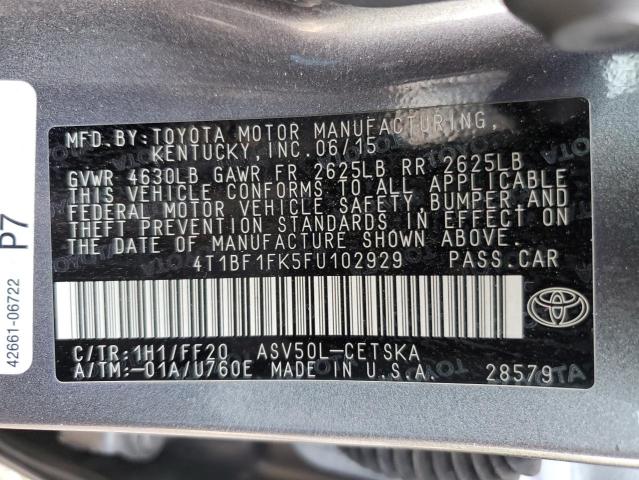 MFD.BY:TOYOTA MOTOR MANUFACTURING,
KENTUCKY,INC.06/15
GVWR 4630LB GAWR FR 2625LB RR 2625LB
THIS VEHICLE CONFORMS TO ALL APPLICABLE
FEDERAL MOTOR VEHICLE SAFETY,BUMPER,AND
THEFT PREVENTION STANDARDS IN EFFECT ON
THE DATE OF MANUFACTURE SHOWN ABOVE.
4T1BF1FK5FU102929 PASS.CAR
C/TR:1H1/FF20 ASV50L-CETSKA
A/TM:-01A/U760E MADE IN U.S.A. 28579
TOYOTA
P7
42661-06722